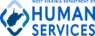 WEST VIRGINIA DEPARTMENT OF
HUMAN
SERVICES